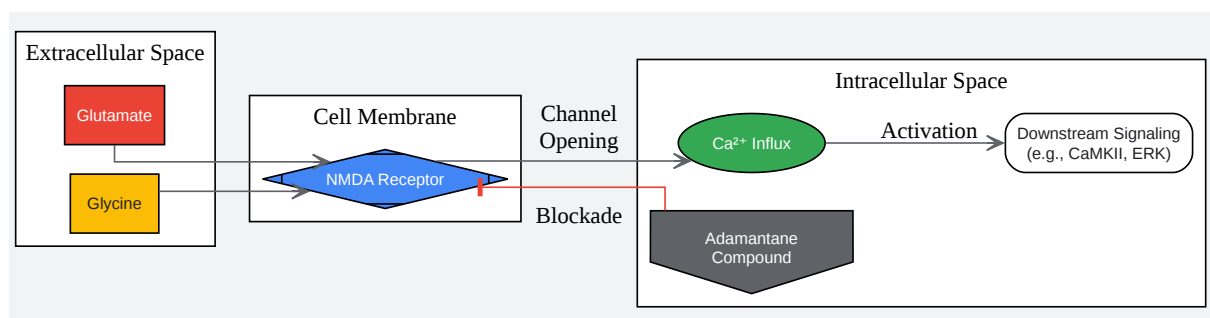 Extracellular Space
Glutamate
Glycine
Cell Membrane
NMDA Receptor
Channel
Opening
Blockade
Intracellular Space
Ca²⁺ Influx
Activation
Downstream Signaling
(e.g., CaMKII, ERK)
Adamantane
Compound